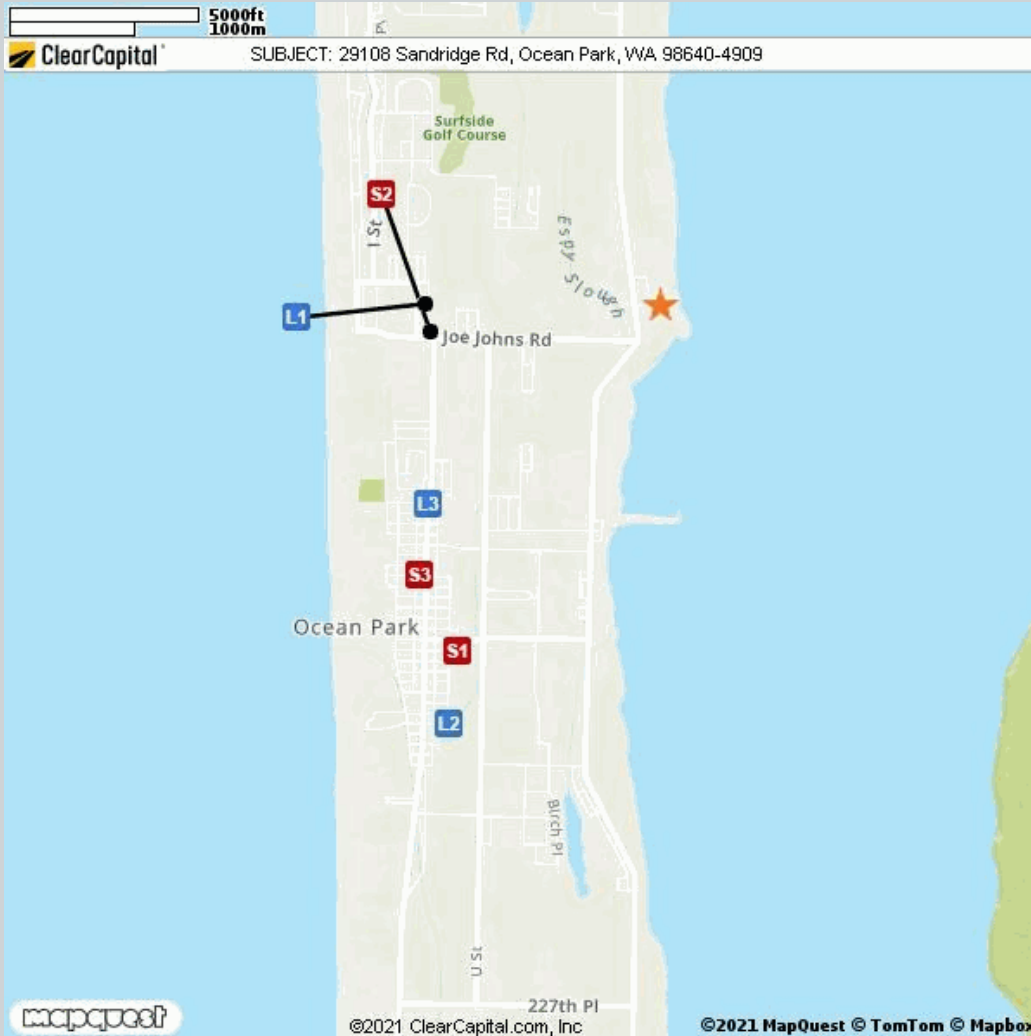 5000ft
1000m
ClearCapital
SUBJECT: 29108 Sandridge Rd, Ocean Park, WA 98640-4909
Surfside
Golf Course
S2
I St
Espy Slough
L1
Joe Johns Rd
L3
S3
Ocean Park
S1
L2
Birch Pl
U St
227th Pl
mapquest
©2021 ClearCapital.com, Inc
©2021 MapQuest © TomTom © Mapbox